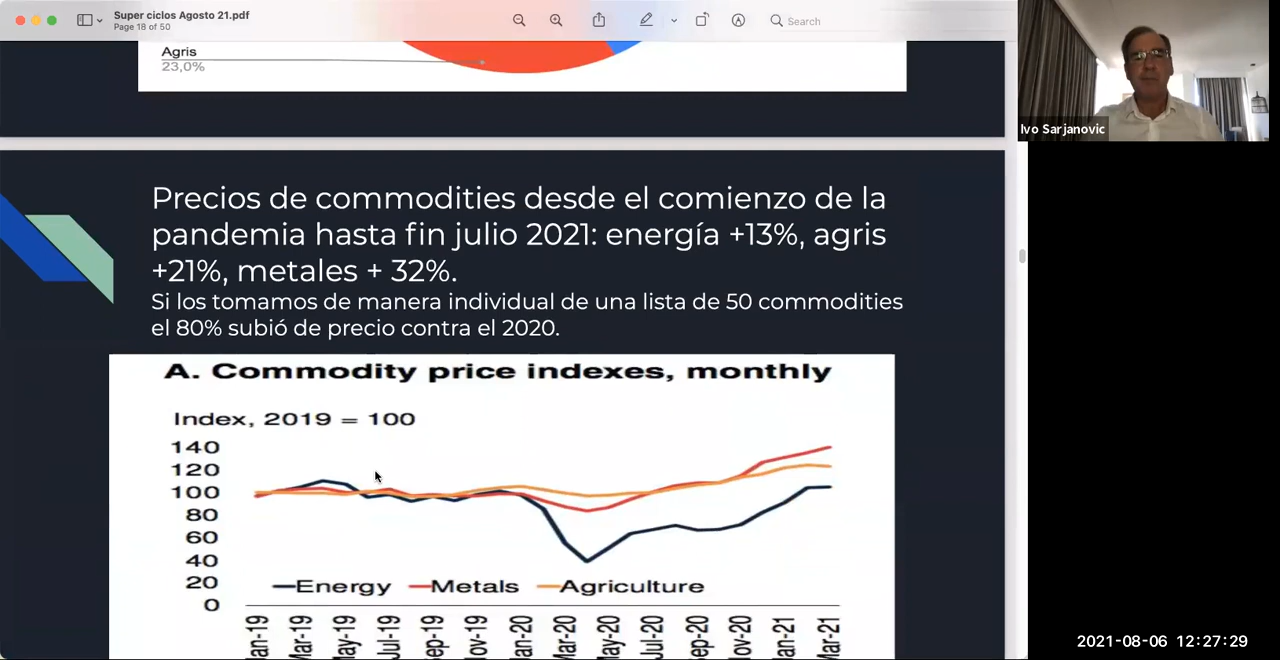 Super ciclos Agosto 21.pdf
Page 18 of 50
Search
Agris
23,0%
Ivo Sarjanovic
Precios de commodities desde el comienzo de la
pandemia hasta fin julio 2021: energía +13%, agris
+21%, metales + 32%.
Si los tomamos de manera individual de una lista de 50 commodities
el 80% subió de precio contra el 2020.
A. Commodity price indexes, monthly
Index, 2019 = 100
140
120
100
80
60
40
20
0
Energy Metals Agriculture
Jan-19 Mar-19 May-19 Jul-19 Sep-19 Nov-19 Jan-20 Mar-20 May-20 Jul-20 Sep-20 Nov-20 Jan-21 Mar-21
2021-08-06 12:27:29